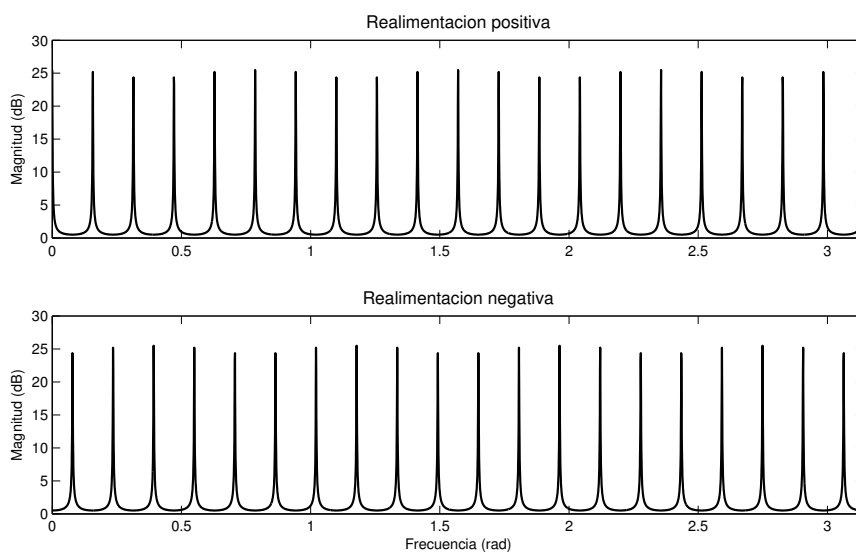 Realimentacion positiva
30
25
20
15
10
5
0
Magnitud (dB)
0 0.5 1 1.5 2 2.5 3
Realimentacion negativa
30
25
20
15
10
5
0
Magnitud (dB)
0 0.5 1 1.5 2 2.5 3
Frecuencia (rad)